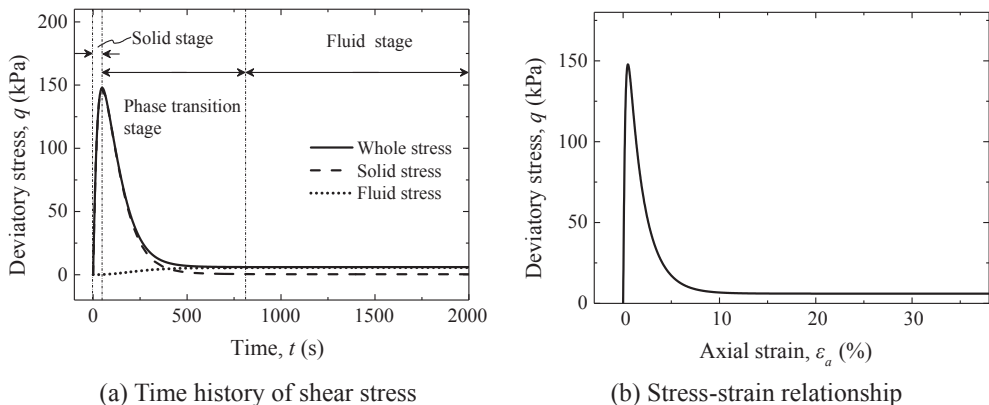 200
150
100
50
0
Deviatory stress, q (kPa)
Solid stage
Fluid stage
Phase transition
stage
Whole stress
Solid stress
Fluid stress
0 500 1000 1500 2000
Time, t (s)
(a) Time history of shear stress
150
100
50
0
Deviatory stress, q (kPa)
0 10 20 30
Axial strain, εa (%)
(b) Stress-strain relationship